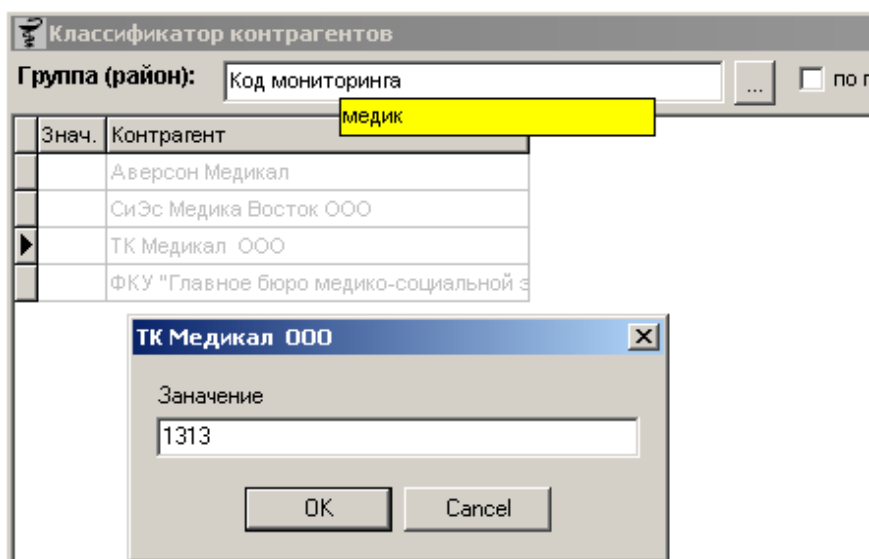 Классификатор контрагентов
Группа (район): Код мониторинга ... по г
медик
Знач. Контрагент
Аверсон Медикал
СиЭс Медика Восток ООО
ТК Медикал ООО
ФКУ "Главное бюро медико-социальной э
ТК Медикал ООО
Заначение
1313
OK Cancel